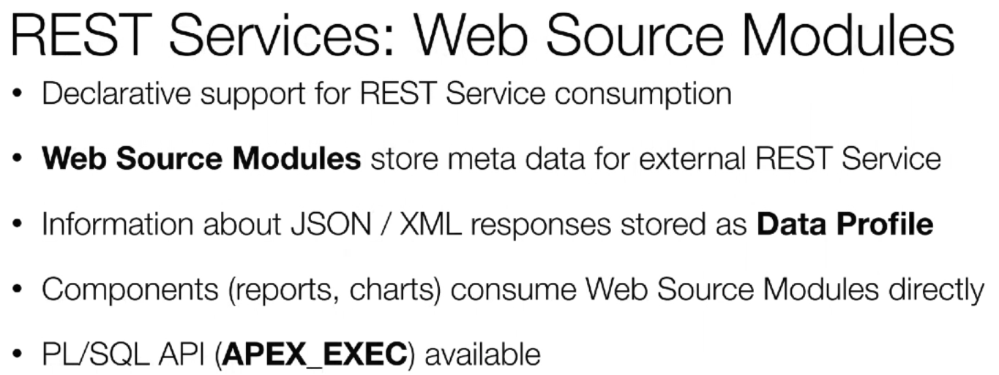 REST Services: Web Source Modules
• Declarative support for REST Service consumption
• Web Source Modules store meta data for external REST Service
• Information about JSON / XML responses stored as Data Profile
• Components (reports, charts) consume Web Source Modules directly
• PL/SQL API (APEX_EXEC) available